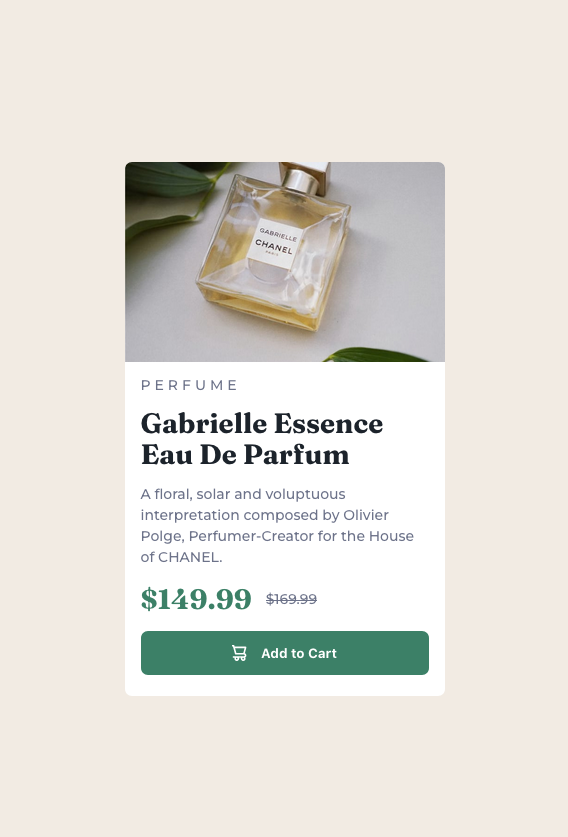 GABRIELLE
CHANEL
PARIS
PERFUME
Gabrielle Essence
Eau De Parfum
A floral, solar and voluptuous
interpretation composed by Olivier
Polge, Perfumer-Creator for the House
of CHANEL.
$149.99 $169.99
Add to Cart